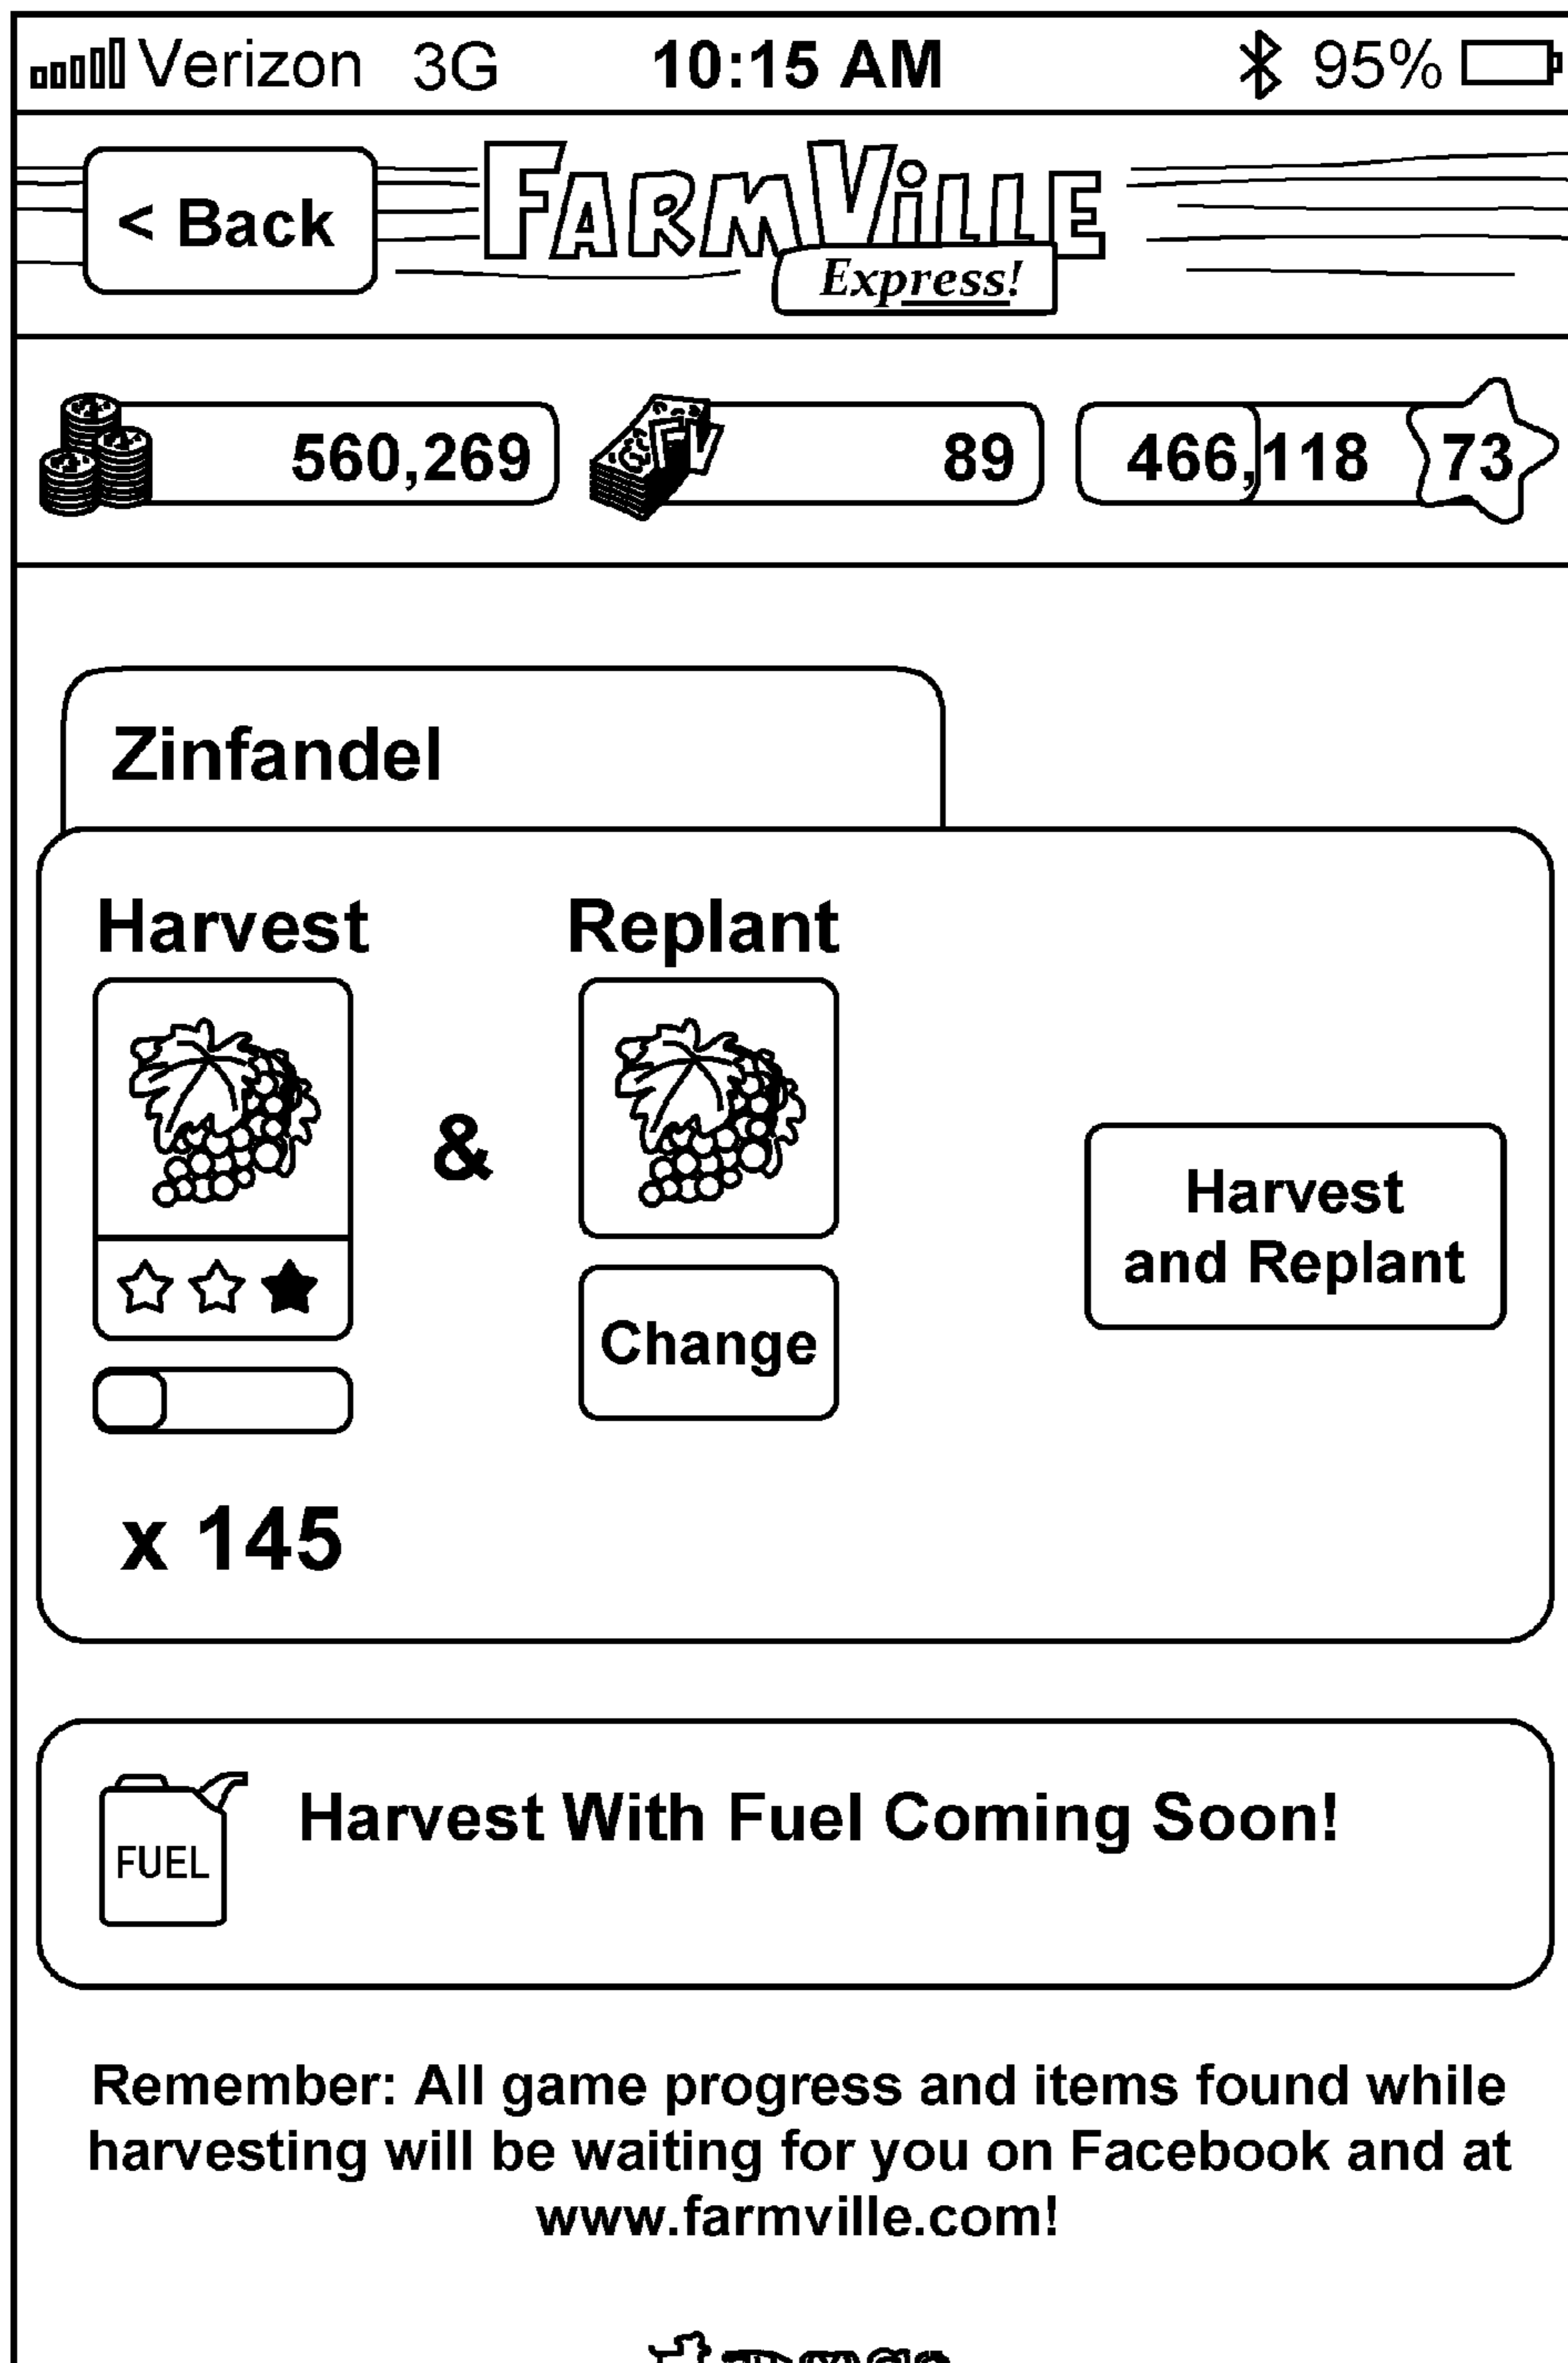 Verizon 3G 10:15 AM 95%
< Back
FARMVILLE
Express!
560,269 89 466,118 73
Zinfandel
Harvest Replant
&
Harvest
and Replant
Change
x 145
Harvest With Fuel Coming Soon!
FUEL
Remember: All game progress and items found while
harvesting will be waiting for you on Facebook and at
www.farmville.com!